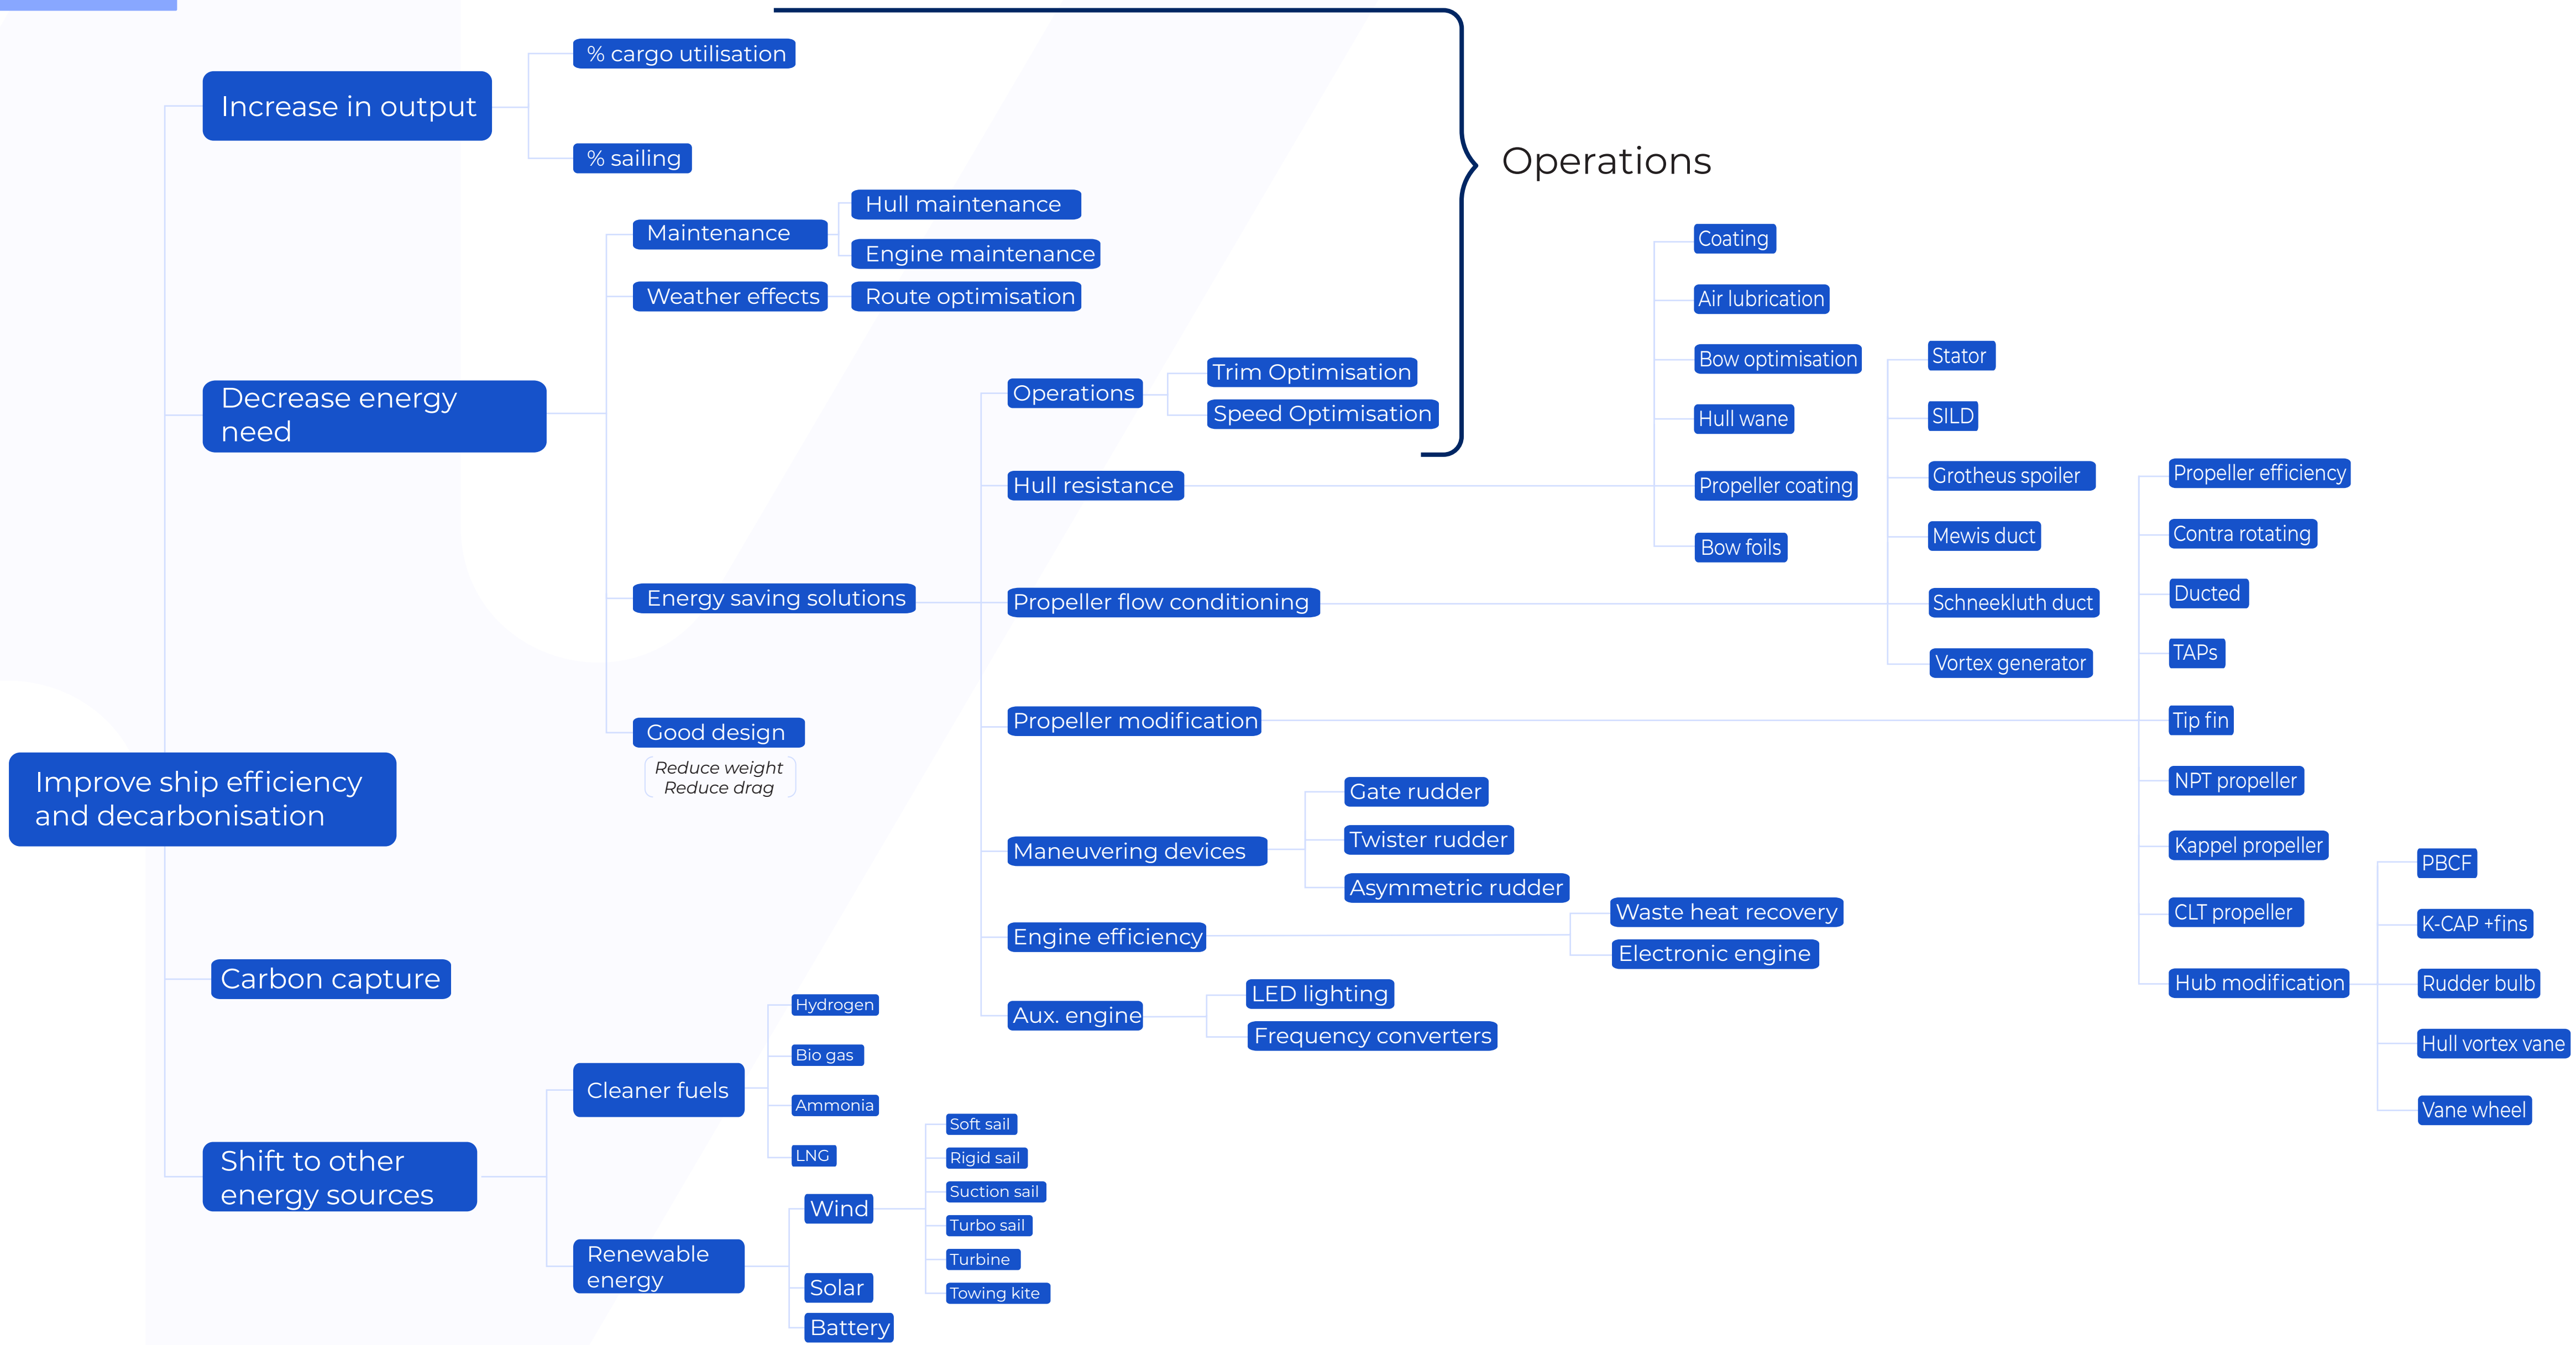 % cargo utilisation
Increase in output
% sailing
Operations
Hull maintenance
Maintenance
Engine maintenance
Weather effects
Route optimisation
Decrease energy
need
Operations
Trim Optimisation
Speed Optimisation
Hull resistance
Coating
Air lubrication
Bow optimisation
Hull wane
Propeller coating
Bow foils
Energy saving solutions
Propeller flow conditioning
Stator
SILD
Grotheus spoiler
Mewis duct
Schneekluth duct
Vortex generator
Good design
Reduce weight
Reduce drag
Propeller modification
Propeller efficiency
Contra rotating
Ducted
TAPs
Tip fin
NPT propeller
Kappel propeller
CLT propeller
Hub modification
PBCF
K-CAP +fins
Rudder bulb
Hull vortex vane
Vane wheel
Improve ship efficiency
and decarbonisation
Maneuvering devices
Gate rudder
Twister rudder
Asymmetric rudder
Engine efficiency
Waste heat recovery
Electronic engine
Aux. engine
LED lighting
Frequency converters
Carbon capture
Shift to other
energy sources
Cleaner fuels
Hydrogen
Bio gas
Ammonia
LNG
Renewable
energy
Wind
Soft sail
Rigid sail
Suction sail
Turbo sail
Turbine
Towing kite
Solar
Battery